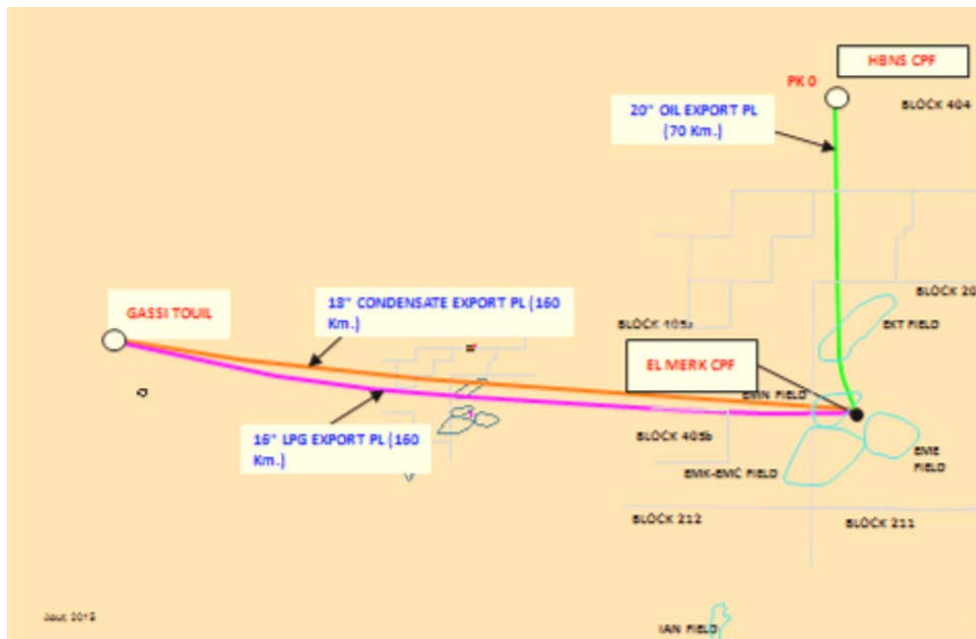 HBNS CPF
PK 0
BLOCK 404
20" OIL EXPORT PL
(70 Km.)
BLOCK 20
GASSI TOUIL
18" CONDENSATE EXPORT PL (160
Km.)
BLOCK 405a
EKT FIELD
EL MERK CPF
EMN FIELD
16" LPG EXPORT PL (160
Km.)
BLOCK 405b
EME
FIELD
EMK-EMC FIELD
BLOCK 212
BLOCK 211
Aout 2015
IAN FIELD